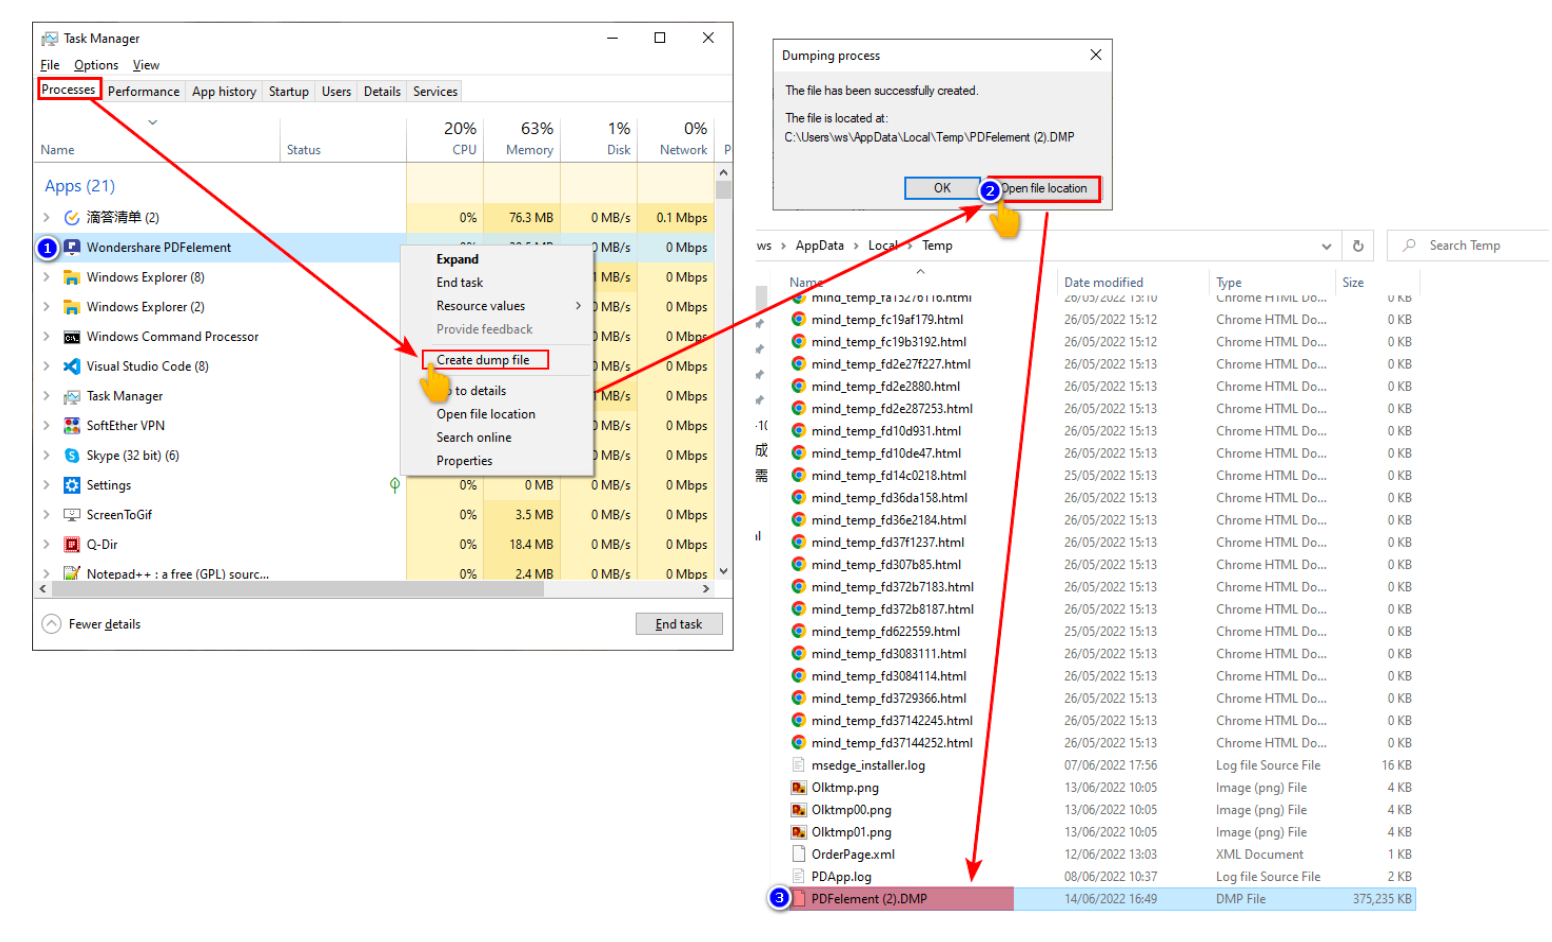 Task Manager
File Options View
Processes Performance App history Startup Users Details Services
20% 63% 1% 0%
Name Status CPU Memory Disk Network P
Apps (21)
滴答清单 (2) 0% 76.3 MB 0 MB/s 0.1 Mbps
1 Wondershare PDFelement 0 MB/s 0 Mbps
Windows Explorer (8) MB/s 0 Mbps
Windows Explorer (2) MB/s 0 Mbps
Windows Command Processor MB/s 0 Mbps
Visual Studio Code (8) MB/s 0 Mbps
Task Manager MB/s 0 Mbps
SoftEther VPN MB/s 0 Mbps
Skype (32 bit) (6) MB/s 0 Mbps
Settings 0% 0 MB 0 MB/s 0 Mbps
ScreenToGif 0% 3.5 MB 0 MB/s 0 Mbps
Q-Dir 0% 18.4 MB 0 MB/s 0 Mbps
Notepad++ : a free (GPL) sourc... 0% 2.4 MB 0 MB/s 0 Mbps
Fewer details End task
Expand
End task
Resource values
Provide feedback
Create dump file
to details
Open file location
Search online
Properties
Dumping process
The file has been successfully created.
The file is located at:
C:\Users\ws\AppData\Local\Temp\PDFelement (2).DMP
OK 2 Open file location
ws > AppData > Local > Temp Search Temp
Name Date modified Type Size
mind_temp_fa15276116.html 26/05/2022 15:10 Chrome HTML Do... 0 KB
mind_temp_fc19af179.html 26/05/2022 15:12 Chrome HTML Do... 0 KB
mind_temp_fc19b3192.html 26/05/2022 15:12 Chrome HTML Do... 0 KB
mind_temp_fd2e27f227.html 26/05/2022 15:13 Chrome HTML Do... 0 KB
mind_temp_fd2e2880.html 26/05/2022 15:13 Chrome HTML Do... 0 KB
mind_temp_fd2e287253.html 26/05/2022 15:13 Chrome HTML Do... 0 KB
mind_temp_fd10d931.html 26/05/2022 15:13 Chrome HTML Do... 0 KB
成 mind_temp_fd10de47.html 26/05/2022 15:13 Chrome HTML Do... 0 KB
需 mind_temp_fd14c0218.html 25/05/2022 15:13 Chrome HTML Do... 0 KB
mind_temp_fd36da158.html 26/05/2022 15:13 Chrome HTML Do... 0 KB
mind_temp_fd36e2184.html 26/05/2022 15:13 Chrome HTML Do... 0 KB
mind_temp_fd37f1237.html 26/05/2022 15:13 Chrome HTML Do... 0 KB
mind_temp_fd307b85.html 26/05/2022 15:13 Chrome HTML Do... 0 KB
mind_temp_fd372b7183.html 26/05/2022 15:13 Chrome HTML Do... 0 KB
mind_temp_fd372b8187.html 26/05/2022 15:13 Chrome HTML Do... 0 KB
mind_temp_fd622559.html 25/05/2022 15:13 Chrome HTML Do... 0 KB
mind_temp_fd3083111.html 26/05/2022 15:13 Chrome HTML Do... 0 KB
mind_temp_fd3084114.html 26/05/2022 15:13 Chrome HTML Do... 0 KB
mind_temp_fd3729366.html 26/05/2022 15:13 Chrome HTML Do... 0 KB
mind_temp_fd37142245.html 26/05/2022 15:13 Chrome HTML Do... 0 KB
mind_temp_fd37144252.html 26/05/2022 15:13 Chrome HTML Do... 0 KB
msedge_installer.log 07/06/2022 17:56 Log file Source File 16 KB
Olktmp.png 13/06/2022 10:05 Image (png) File 4 KB
Olktmp00.png 13/06/2022 10:05 Image (png) File 4 KB
Olktmp01.png 13/06/2022 10:05 Image (png) File 4 KB
OrderPage.xml 12/06/2022 13:03 XML Document 1 KB
PDApp.log 08/06/2022 10:37 Log file Source File 2 KB
3 PDFelement (2).DMP 14/06/2022 16:49 DMP File 375,235 KB